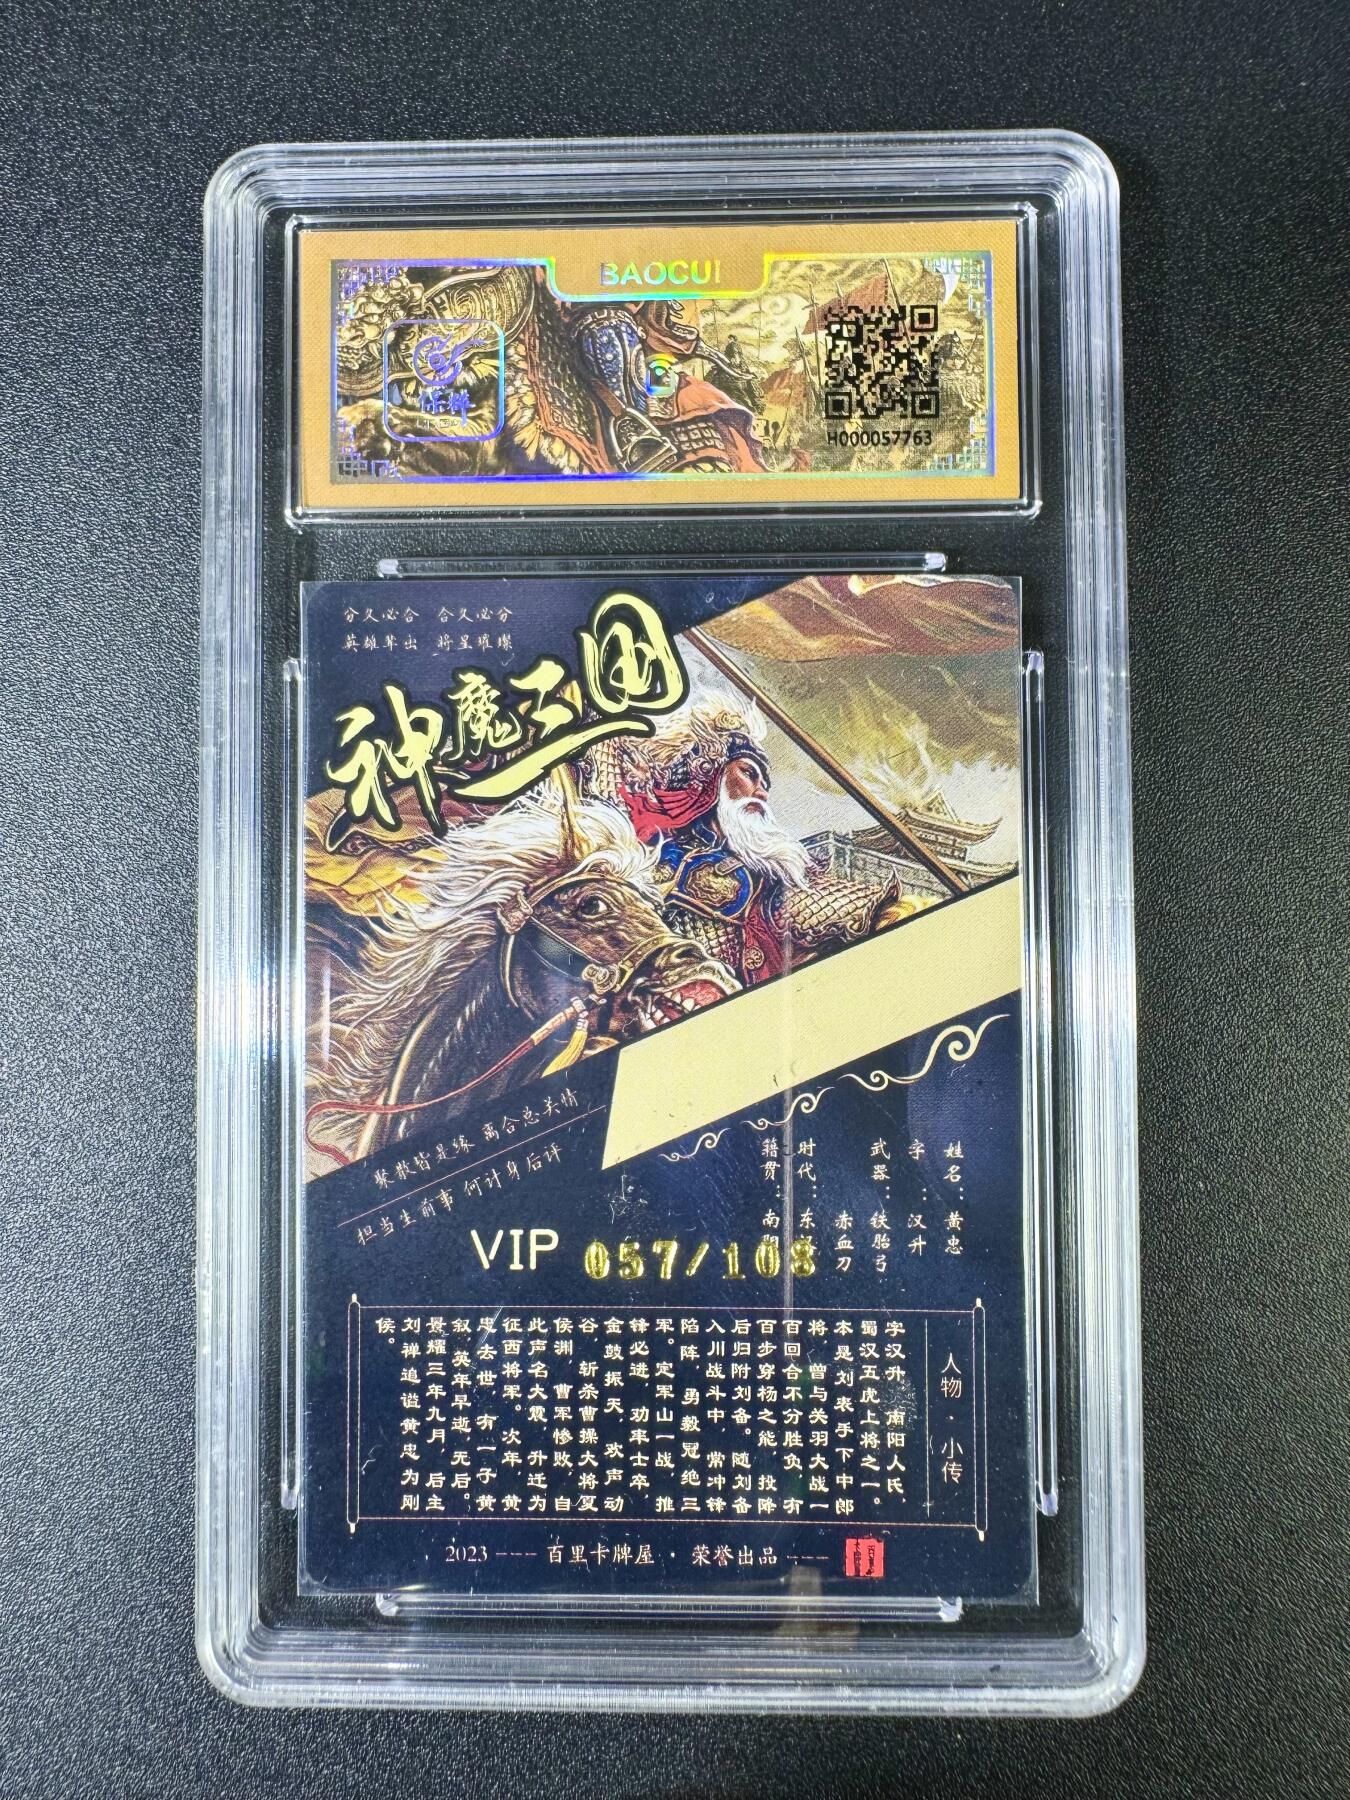 BAOCUI
保粹
H000057763
分久必合 合久必分
英雄辈出 将星璀璨
神魔三国
聚散皆是缘 离合总关情
担当生前事 何计身后评
姓名：黄忠
字：汉升
武器：铁胎弓
赤血刀
时代：东
籍贯：南阳
VIP 057/108
人物·小传
字汉升，南阳人氏，
蜀汉五虎上将之一。
本是刘表手下中郎
将，曾与关羽大战一
百回合不分胜负，有
百步穿杨之能，投降
后归附刘备。随刘备
入川战斗中，常冲锋
陷阵，勇毅冠绝三
军。定军山一战，推
锋必进，劝率士卒，
金鼓振天，欢声动
谷，斩杀曹操大将夏
侯渊，曹军惨败，自
此声名大震，升迁为
征西将军。次年，黄
忠去世，有一子黄
叙，英年早逝，无后。
景耀三年九月，后主
刘禅追谥黄忠为刚
侯。
2023 --- 百里卡牌屋 · 荣誉出品 ---